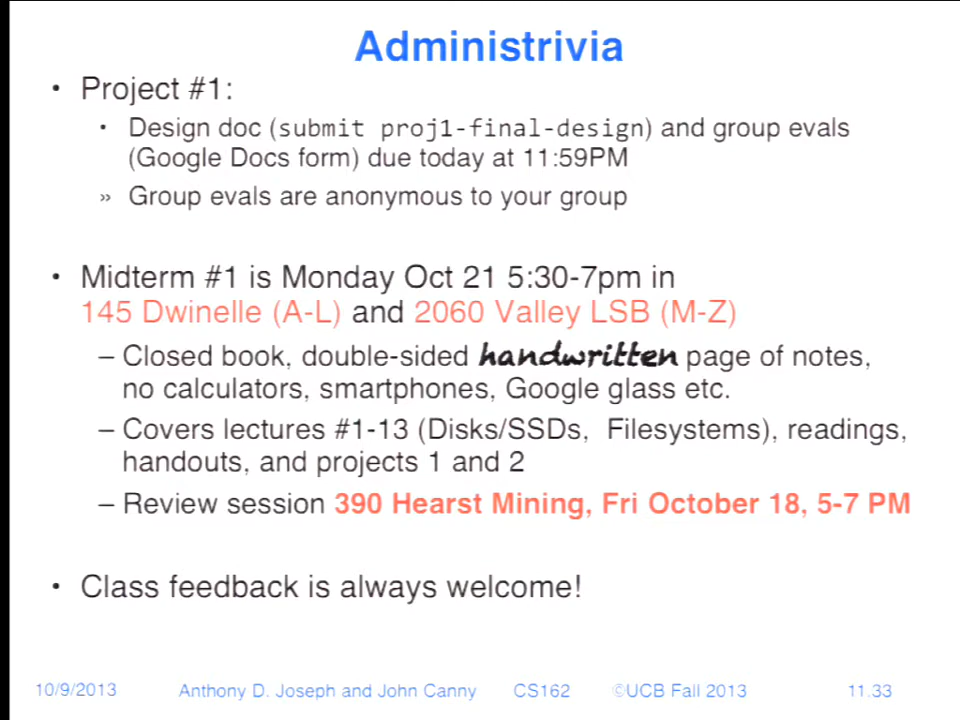 Administrivia
• Project #1:
• Design doc (submit proj1-final-design) and group evals
(Google Docs form) due today at 11:59PM
» Group evals are anonymous to your group
• Midterm #1 is Monday Oct 21 5:30-7pm in
145 Dwinelle (A-L) and 2060 Valley LSB (M-Z)
– Closed book, double-sided handwritten page of notes,
no calculators, smartphones, Google glass etc.
– Covers lectures #1-13 (Disks/SSDs, Filesystems), readings,
handouts, and projects 1 and 2
– Review session 390 Hearst Mining, Fri October 18, 5-7 PM
• Class feedback is always welcome!
10/9/2013 Anthony D. Joseph and John Canny CS162 ©UCB Fall 2013 11.33